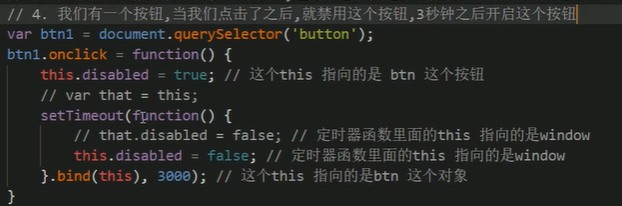 // 4. 我们有一个按钮,当我们点击了之后,就禁用这个按钮,3秒钟之后开启这个按钮
var btn1 = document.querySelector('button');
btn1.onclick = function() {
    this.disabled = true; // 这个this 指向的是 btn 这个按钮
    // var that = this;
    setTimeout(function() {
        // that.disabled = false; // 定时器函数里面的this 指向的是window
        this.disabled = false; // 定时器函数里面的this 指向的是window
    }.bind(this), 3000); // 这个this 指向的是btn 这个对象
}